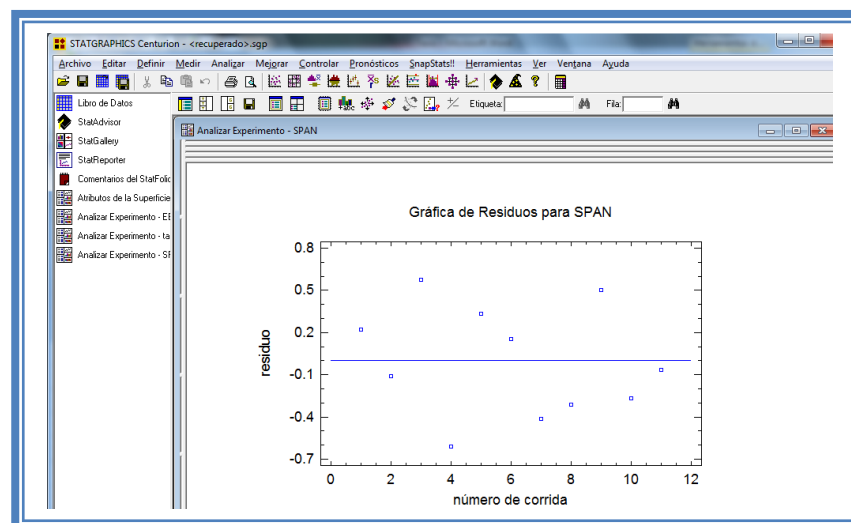 STATGRAPHICS Centurion - <recuperado>.sgp
Archivo Editar Definir Medir Analizar Mejorar Controlar Pronósticos SnapStats!! Herramientas Ver Ventana Ayuda
Etiqueta: Fila:
Libro de Datos
StatAdvisor
StatGallery
StatReporter
Comentarios del StatFolio
Atributos de la Superficie
Analizar Experimento - EE
Analizar Experimento - ta
Analizar Experimento - SF
Analizar Experimento - SPAN
Gráfica de Residuos para SPAN
residuo
0.8
0.5
0.2
-0.1
-0.4
-0.7
0 2 4 6 8 10 12
número de corrida